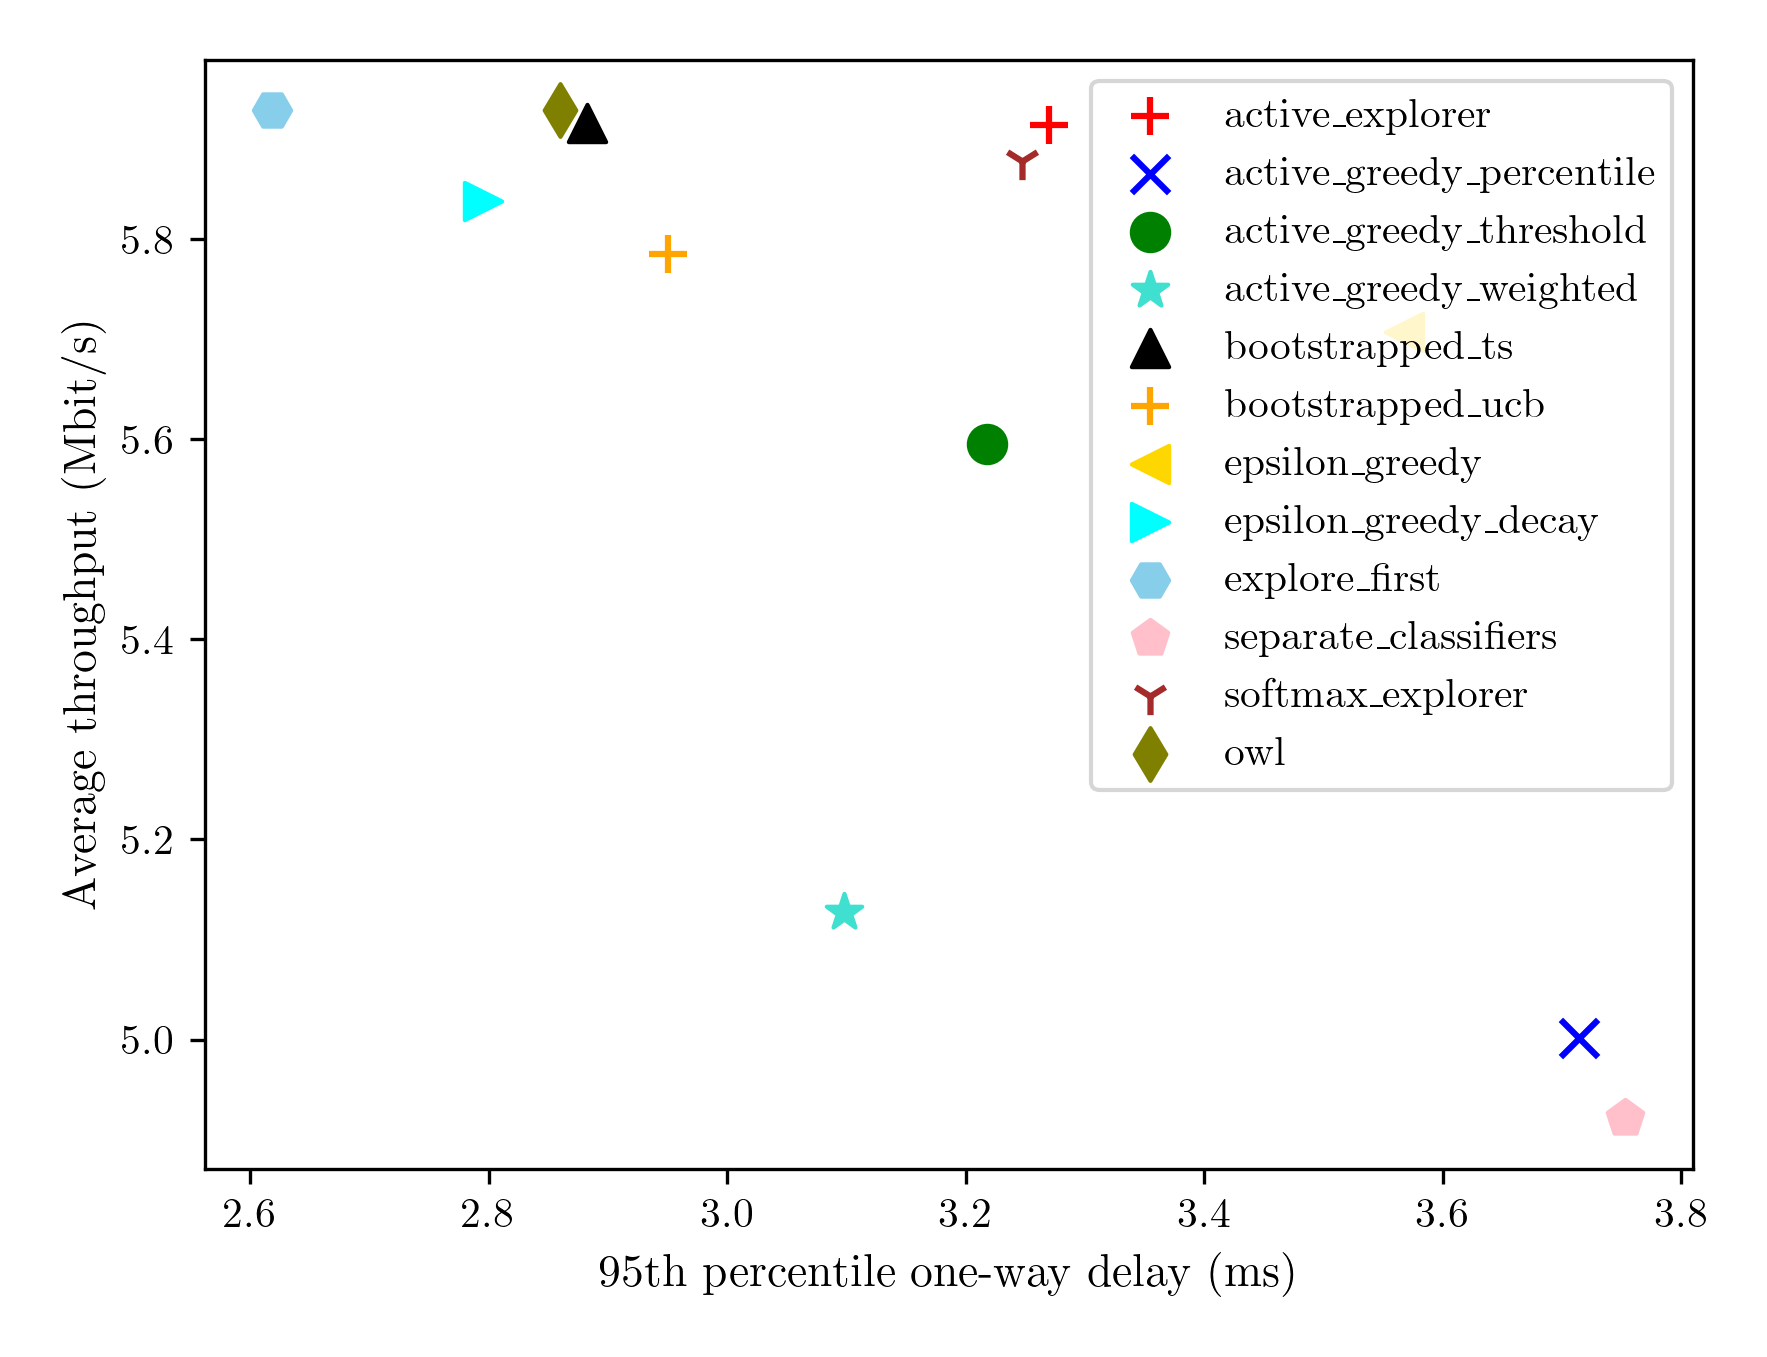 active_explorer
active_greedy_percentile
active_greedy_threshold
active_greedy_weighted
bootstrapped_ts
bootstrapped_ucb
epsilon_greedy
epsilon_greedy_decay
explore_first
separate_classifiers
softmax_explorer
owl
Average throughput (Mbit/s)
5.8
5.6
5.4
5.2
5.0
2.6 2.8 3.0 3.2 3.4 3.6 3.8
95th percentile one-way delay (ms)